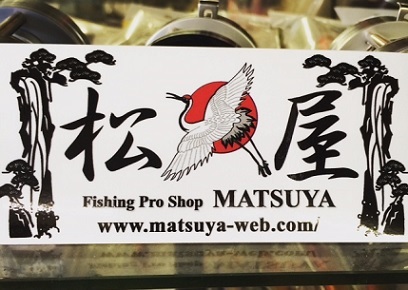 松屋
Fishing Pro Shop MATSUYA
www.matsuya-web.com/